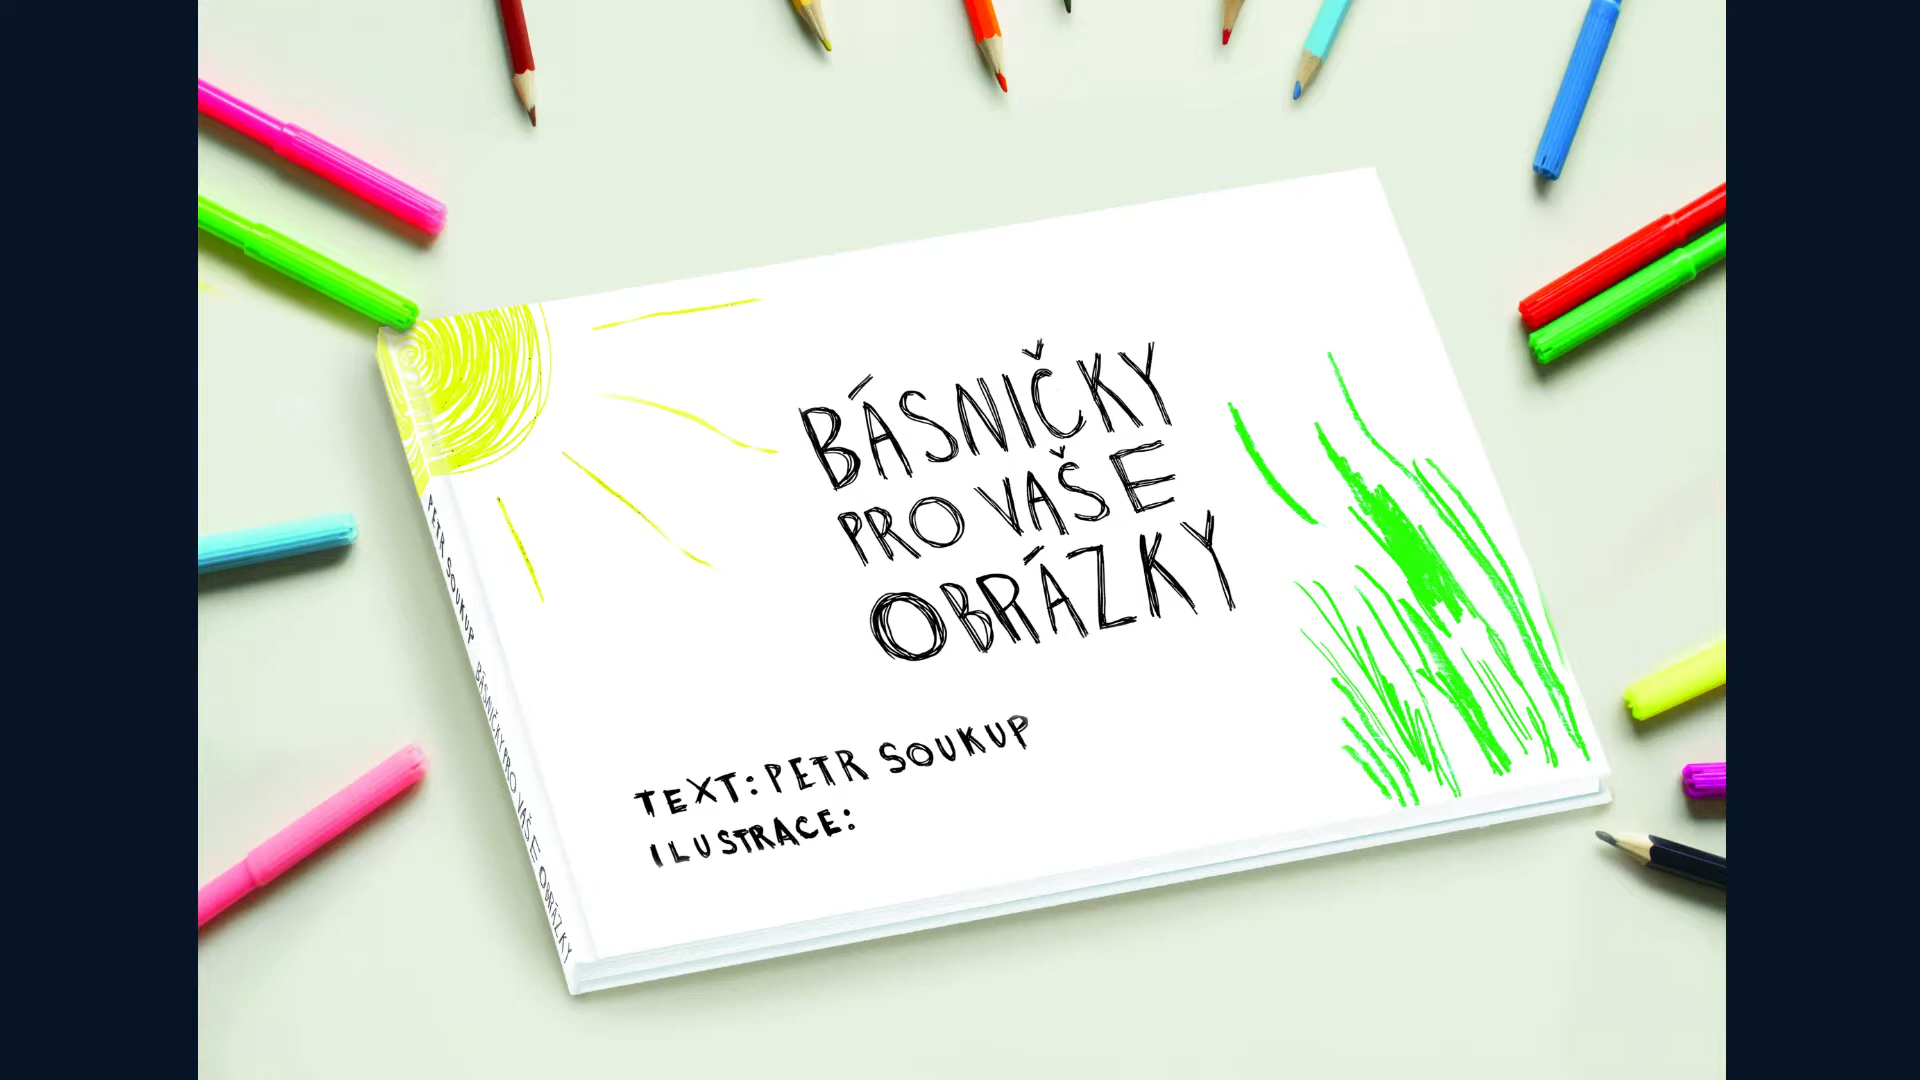 BÁSNIČKY
PRO VAŠE
OBRÁZKY
TEXT: PETR SOUKUP
ILUSTRACE:
PETR SOUKUP BÁSNIČKY PRO VAŠE OBRÁZKY